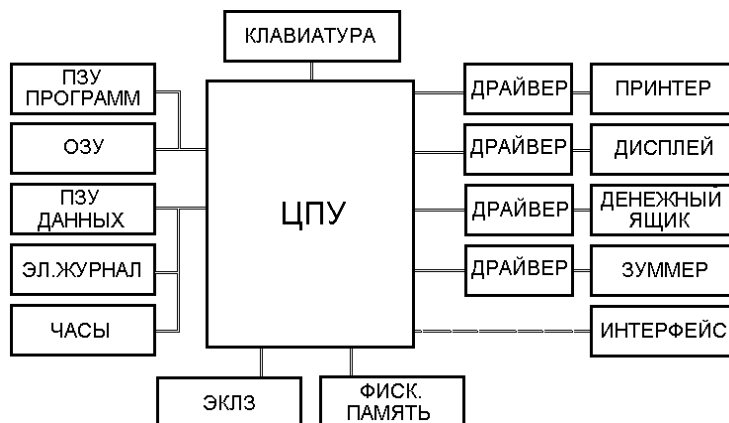 КЛАВИАТУРА
ПЗУ
ПРОГРАММ
ОЗУ
ПЗУ
ДАННЫХ
ЭЛ.ЖУРНАЛ
ЧАСЫ
ЦПУ
ДРАЙВЕР
ПРИНТЕР
ДРАЙВЕР
ДИСПЛЕЙ
ДРАЙВЕР
ДЕНЕЖНЫЙ
ЯЩИК
ДРАЙВЕР
ЗУММЕР
ИНТЕРФЕЙС
ЭКЛЗ
ФИСК.
ПАМЯТЬ